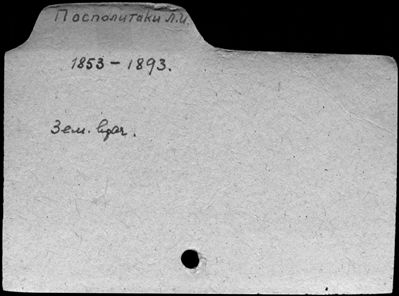 Посполитаки Л.И.
1853 – 1893.
Зем. врач.